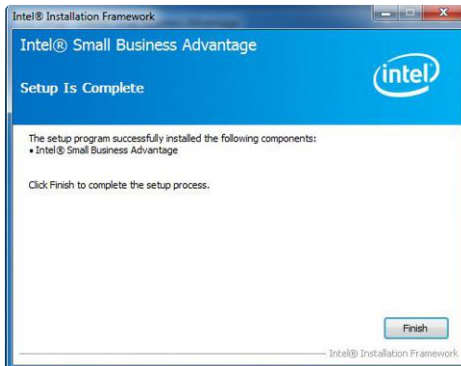 Intel® Installation Framework
Intel® Small Business Advantage
intel
Setup Is Complete
The setup program successfully installed the following components:
• Intel® Small Business Advantage
Click Finish to complete the setup process.
Finish
Intel® Installation Framework